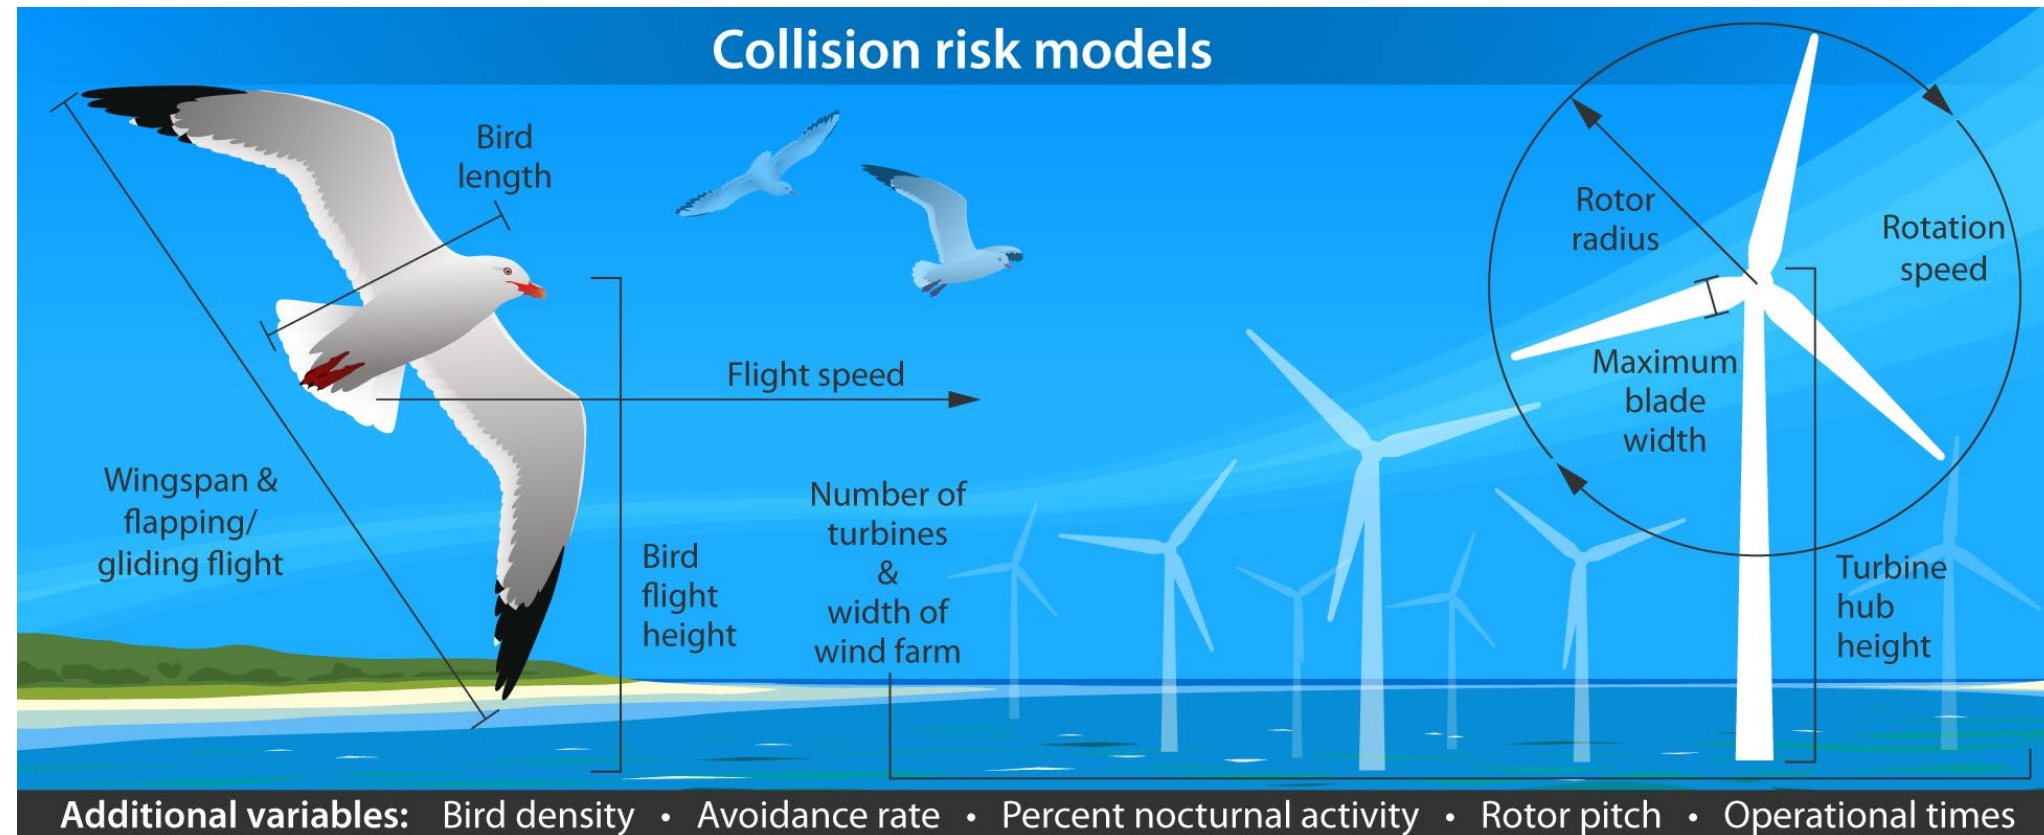 Collision risk models
Bird
length
Rotor
radius
Rotation
speed
Flight speed
Maximum
blade
width
Wingspan &
flapping/
gliding flight
Bird
flight
height
Number of
turbines
&
width of
wind farm
Turbine
hub
height
Additional variables: Bird density • Avoidance rate • Percent nocturnal activity • Rotor pitch • Operational times